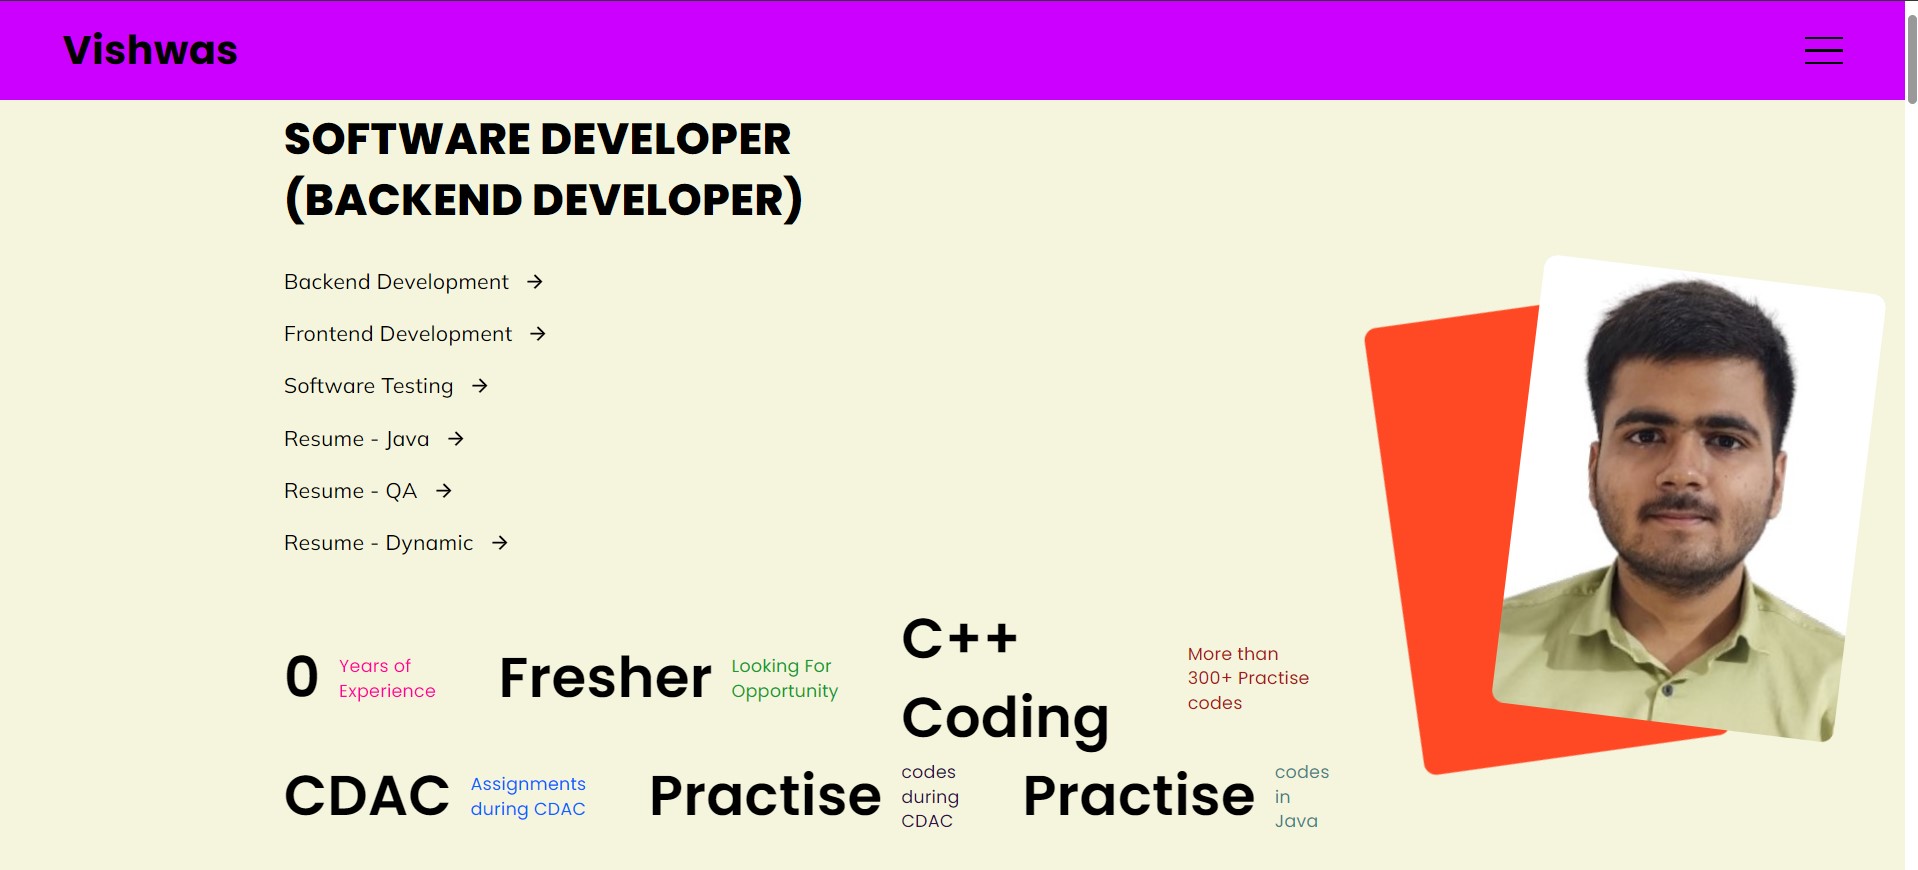 Vishwas
SOFTWARE DEVELOPER
(BACKEND DEVELOPER)
Backend Development →
Frontend Development →
Software Testing →
Resume - Java →
Resume - QA →
Resume - Dynamic →
0
Years of
Experience
Fresher
Looking For
Opportunity
C++
Coding
More than
300+ Practise
codes
CDAC
Assignments
during CDAC
Practise
codes
during
CDAC
Practise
codes
in
Java